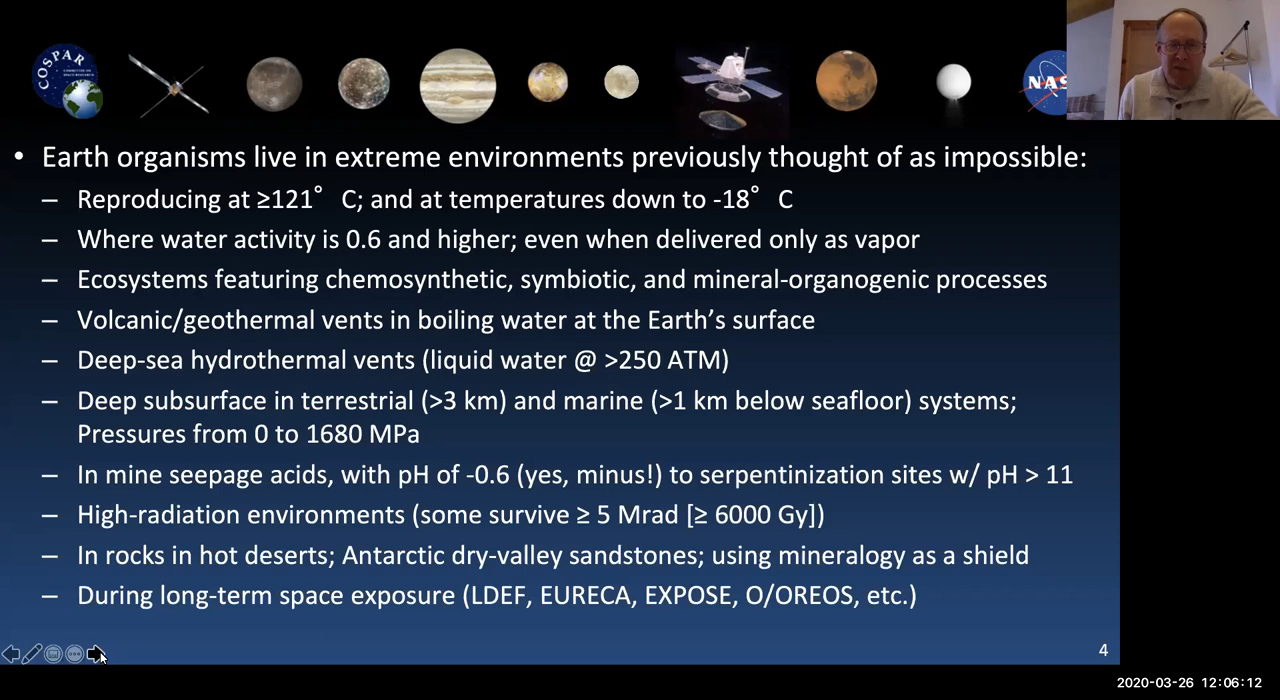 COSPAR
NAS
• Earth organisms live in extreme environments previously thought of as impossible:
– Reproducing at ≥121° C; and at temperatures down to -18° C
– Where water activity is 0.6 and higher; even when delivered only as vapor
– Ecosystems featuring chemosynthetic, symbiotic, and mineral-organogenic processes
– Volcanic/geothermal vents in boiling water at the Earth's surface
– Deep-sea hydrothermal vents (liquid water @ >250 ATM)
– Deep subsurface in terrestrial (>3 km) and marine (>1 km below seafloor) systems;
Pressures from 0 to 1680 MPa
– In mine seepage acids, with pH of -0.6 (yes, minus!) to serpentinization sites w/ pH > 11
– High-radiation environments (some survive ≥ 5 Mrad [≥ 6000 Gy])
– In rocks in hot deserts; Antarctic dry-valley sandstones; using mineralogy as a shield
– During long-term space exposure (LDEF, EURECA, EXPOSE, O/OREOS, etc.)
4
2020-03-26 12:06:12